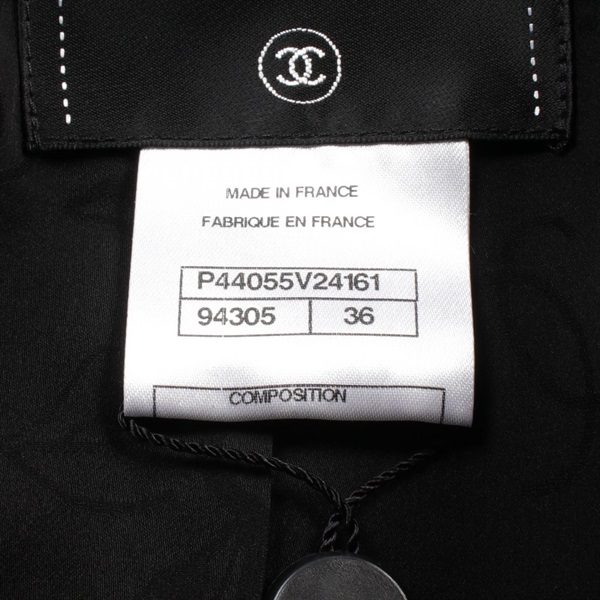 MADE IN FRANCE
FABRIQUE EN FRANCE
P44055V24161
94305 36
COMPOSITION